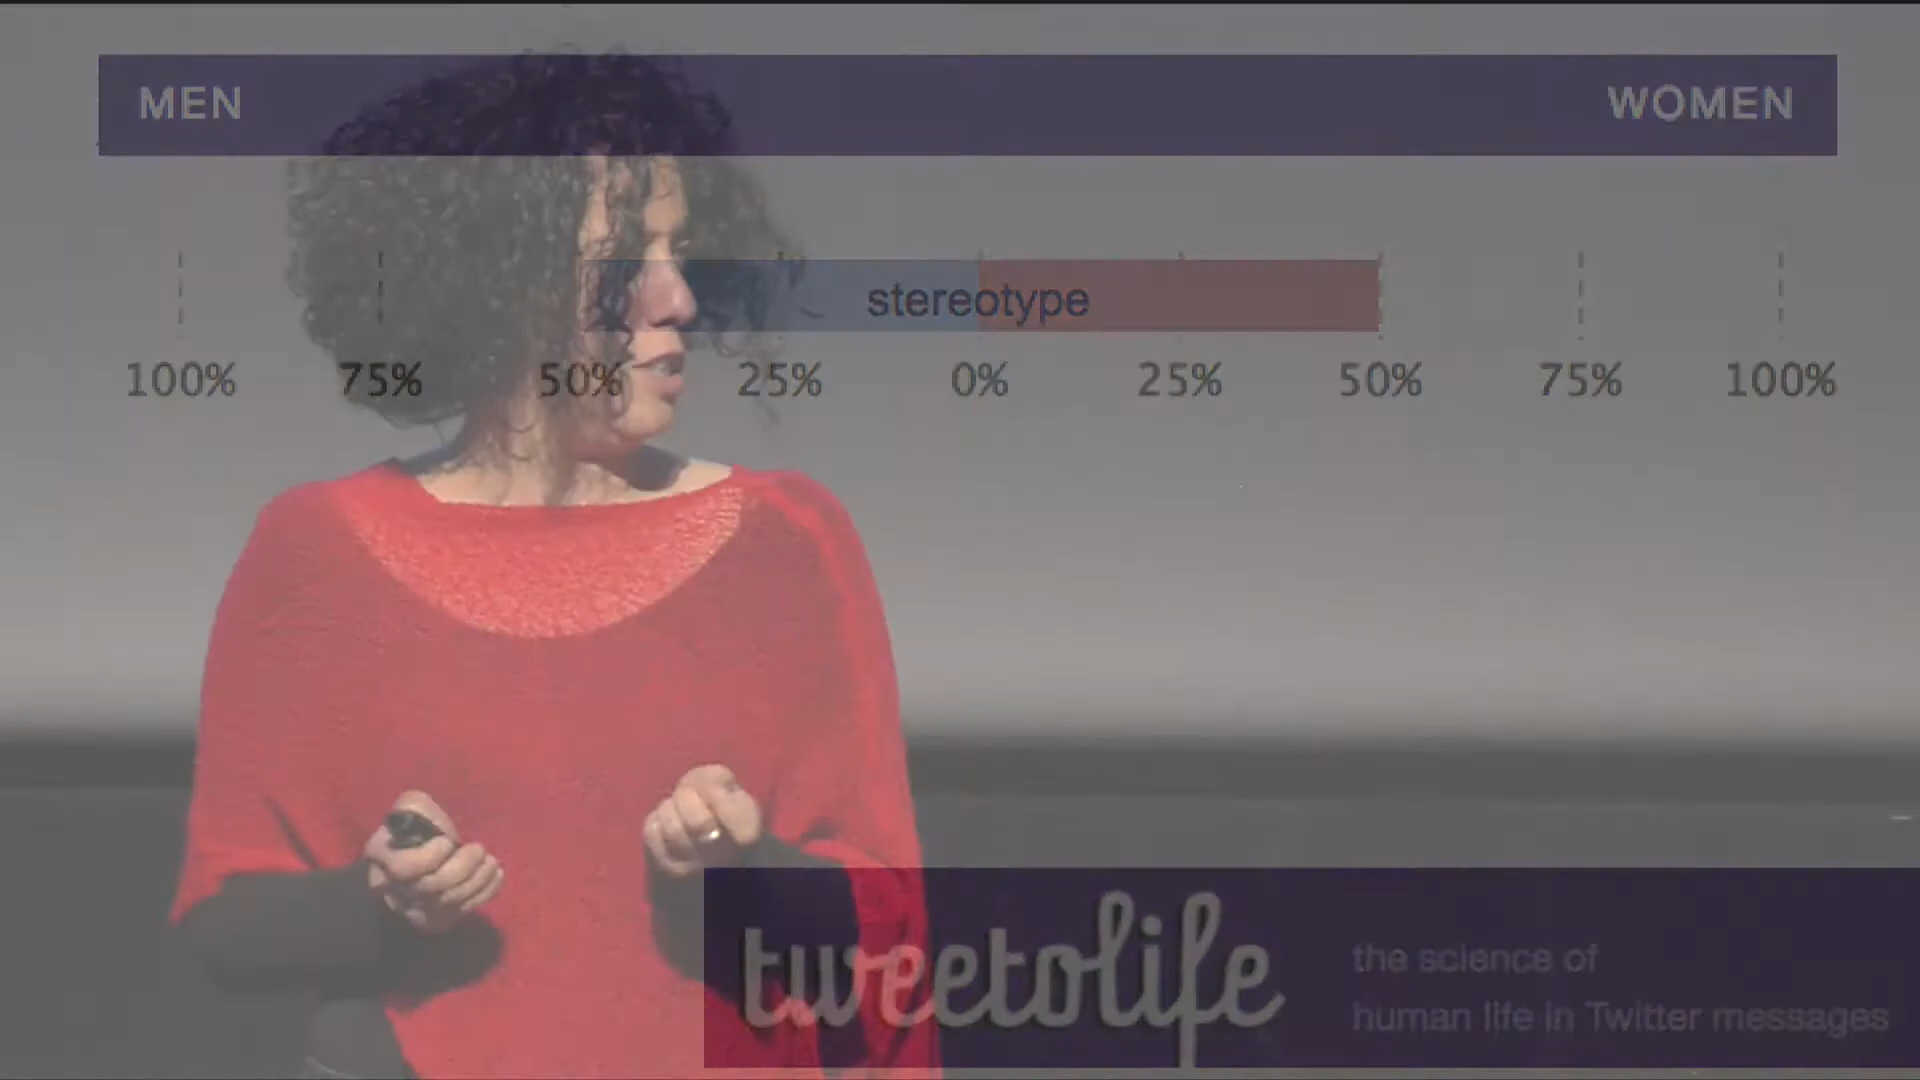 MEN WOMEN
stereotype
100% 75% 50% 25% 0% 25% 50% 75% 100%
tweetolife
the science of
human life in Twitter messages